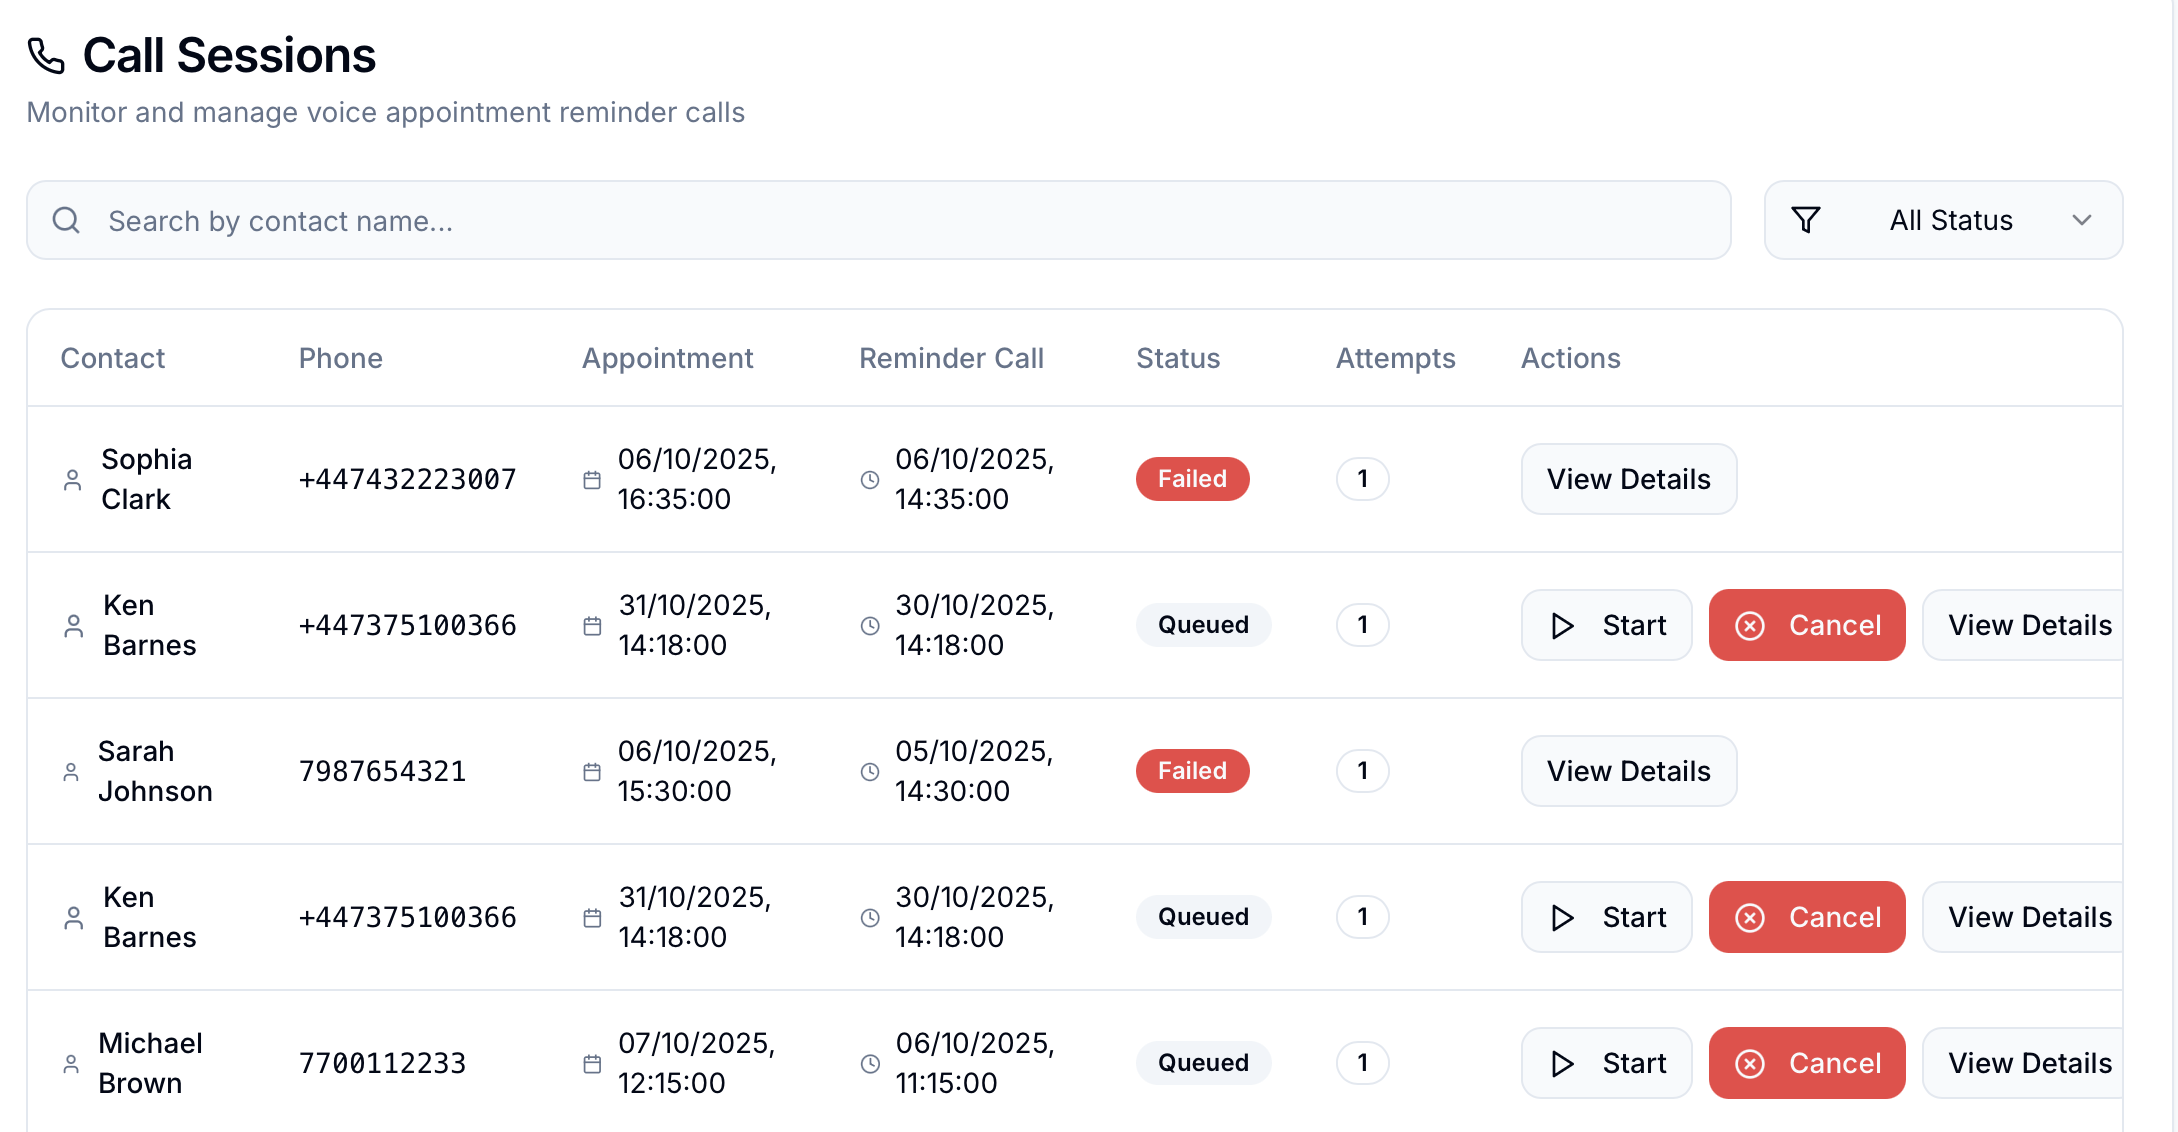 Call Sessions
Monitor and manage voice appointment reminder calls
Search by contact name...
All Status
Contact Phone Appointment Reminder Call Status Attempts Actions
Sophia Clark +447432223007 06/10/2025, 16:35:00 06/10/2025, 14:35:00 Failed 1 View Details
Ken Barnes +447375100366 31/10/2025, 14:18:00 30/10/2025, 14:18:00 Queued 1 Start Cancel View Details
Sarah Johnson 7987654321 06/10/2025, 15:30:00 05/10/2025, 14:30:00 Failed 1 View Details
Ken Barnes +447375100366 31/10/2025, 14:18:00 30/10/2025, 14:18:00 Queued 1 Start Cancel View Details
Michael Brown 7700112233 07/10/2025, 12:15:00 06/10/2025, 11:15:00 Queued 1 Start Cancel View Details